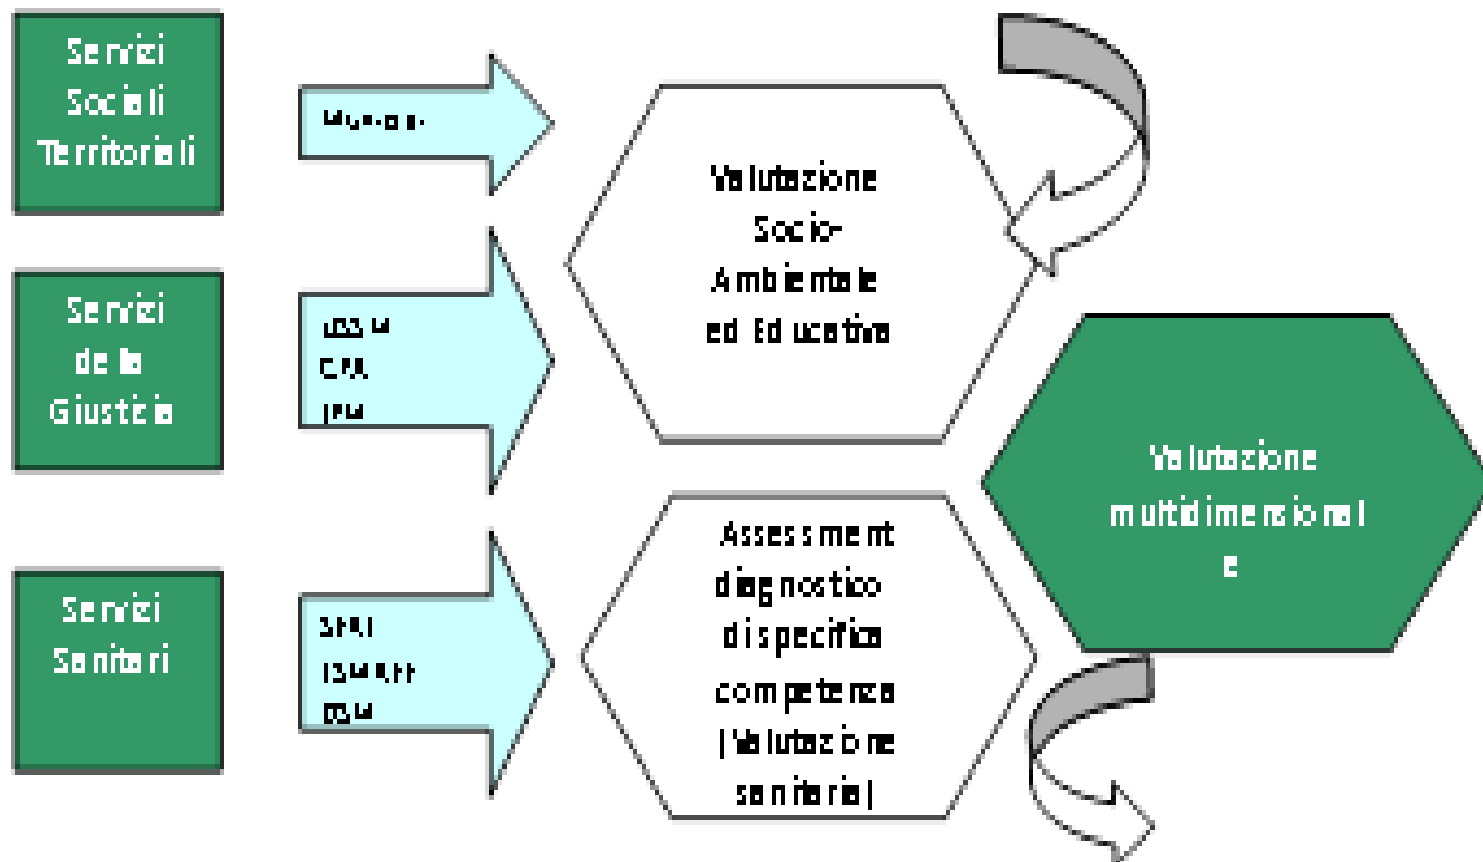 Servizi
Sociali
Territoriali
Valutazione
Socio-
Ambientale
ed Educativa
Servizi
della
Giustizia
USSM
CPA
IPM
Valutazione
multidimensional
e
Assessment
diagnostico
di specifica
competenza
(Valutazione
sanitaria)
Servizi
Sanitari
DSM